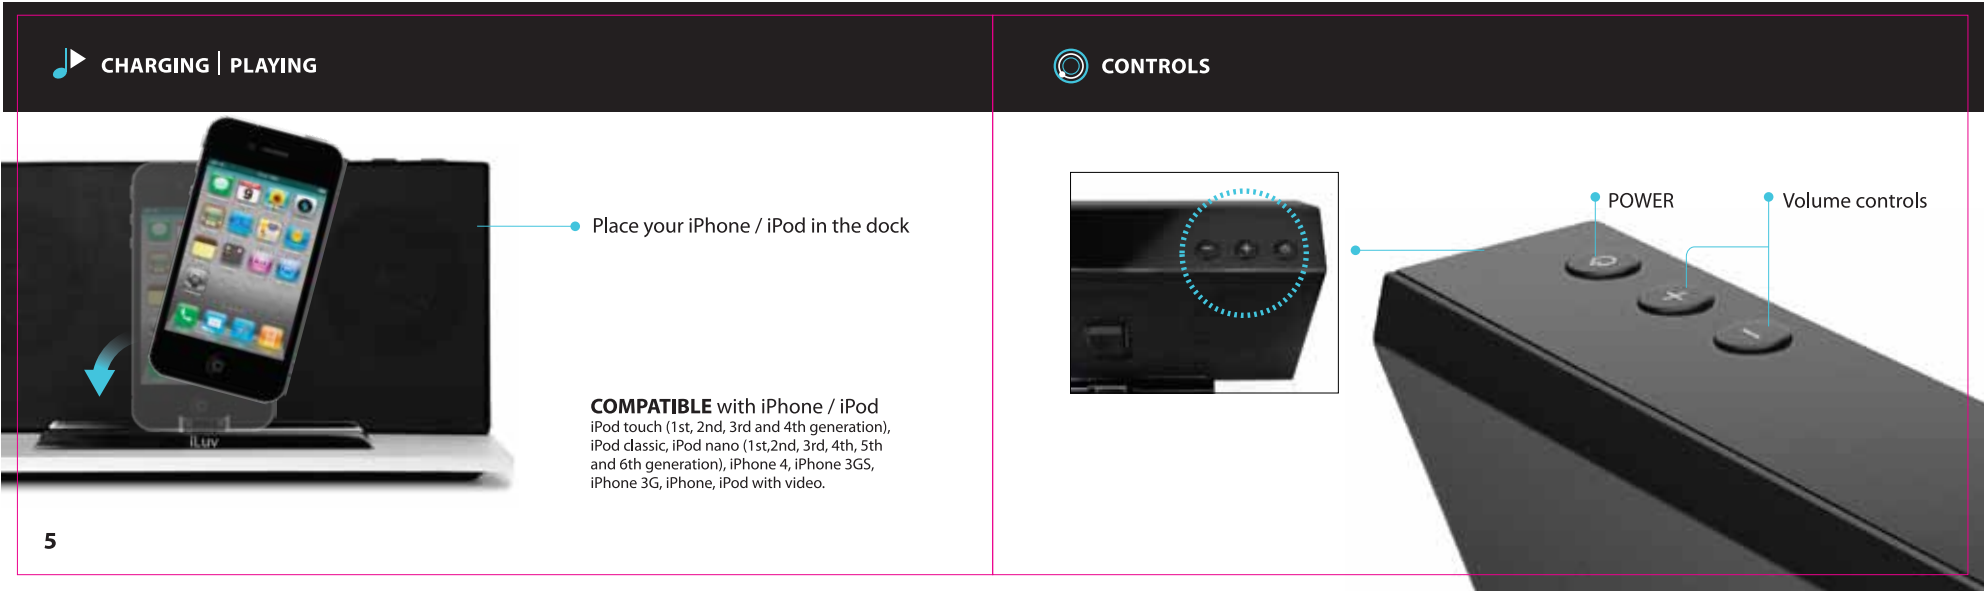 CHARGING | PLAYING
Place your iPhone / iPod in the dock
iLuv
COMPATIBLE with iPhone / iPod
iPod touch (1st, 2nd, 3rd and 4th generation),
iPod classic, iPod nano (1st,2nd, 3rd, 4th, 5th
and 6th generation), iPhone 4, iPhone 3GS,
iPhone 3G, iPhone, iPod with video.
5
CONTROLS
POWER
Volume controls